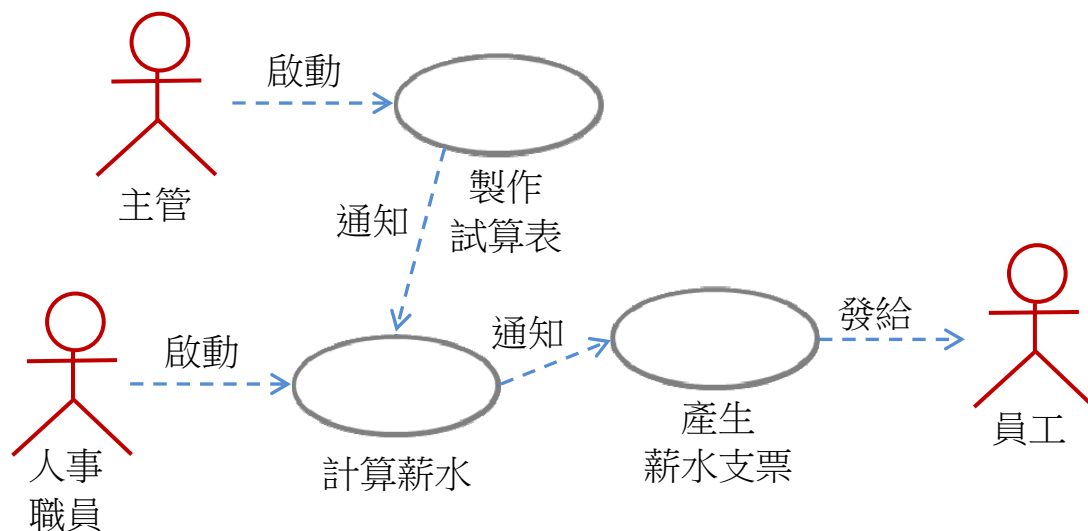 啟動
主管
製作
試算表
通知
啟動
通知
發給
人事
職員
計算薪水
產生
薪水支票
員工